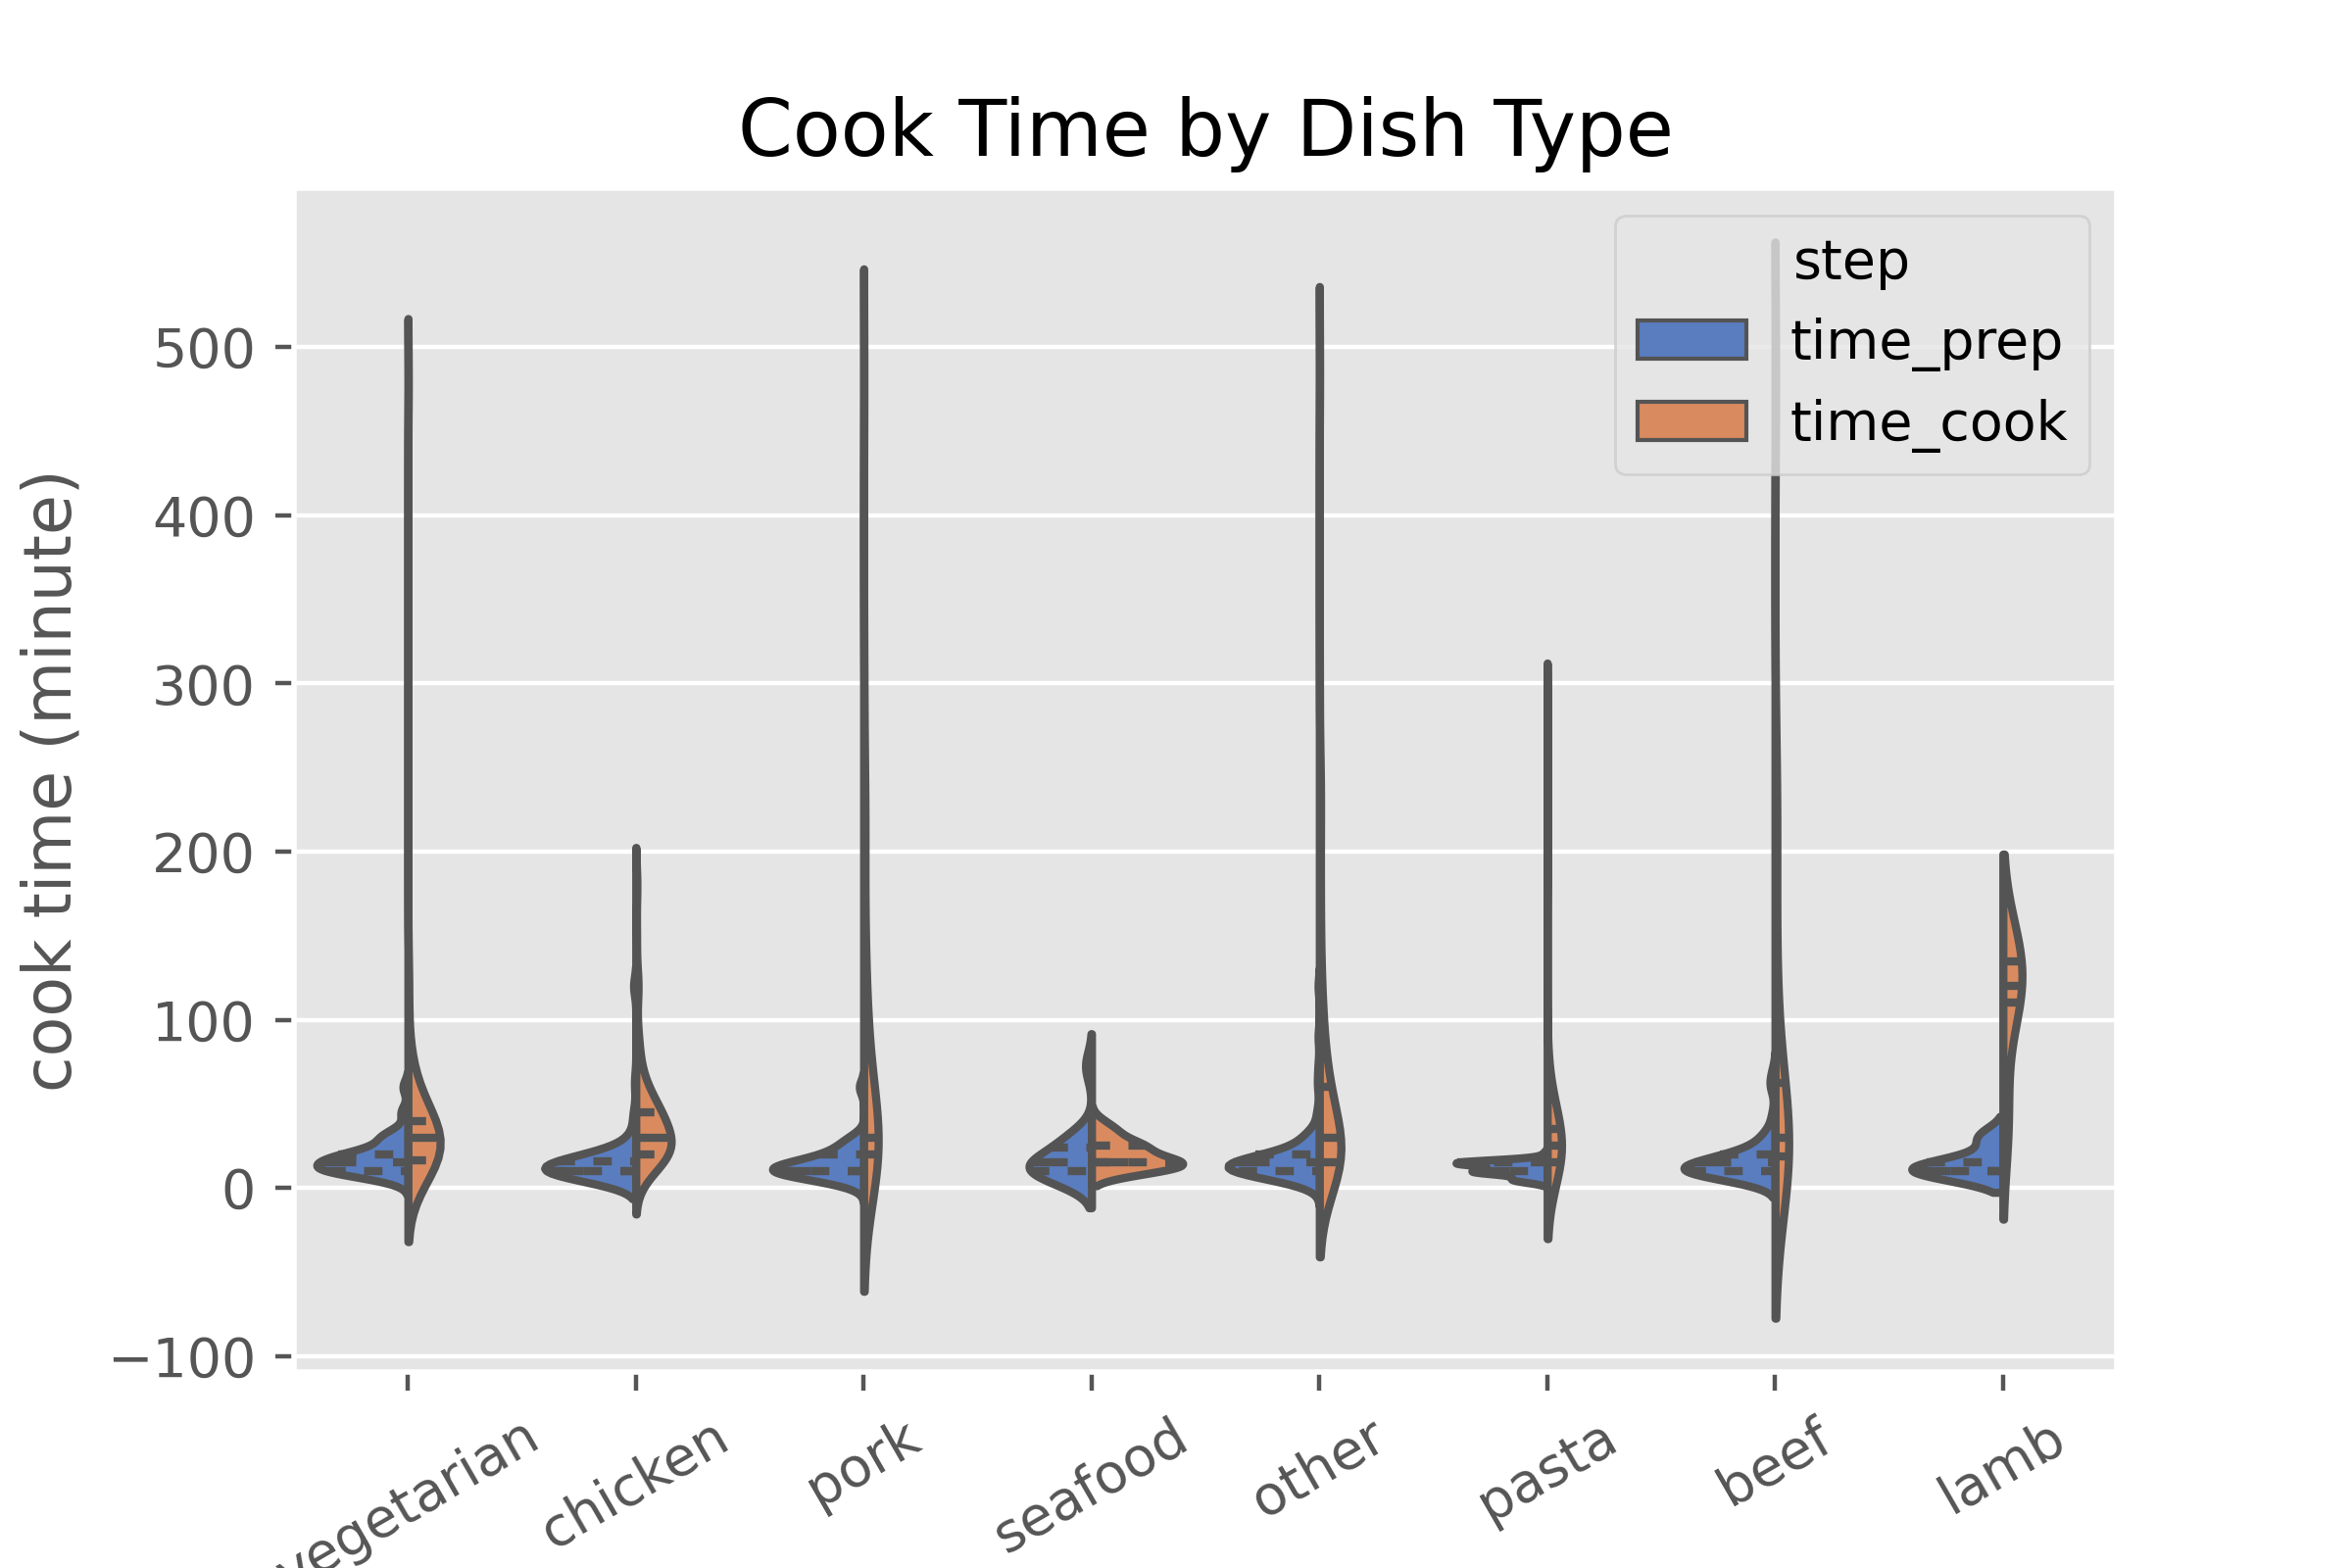 Cook Time by Dish Type
step
time_prep
time_cook
cook time (minute)
500
400
300
200
100
0
−100
vegetarian
chicken
pork
seafood
other
pasta
beef
lamb